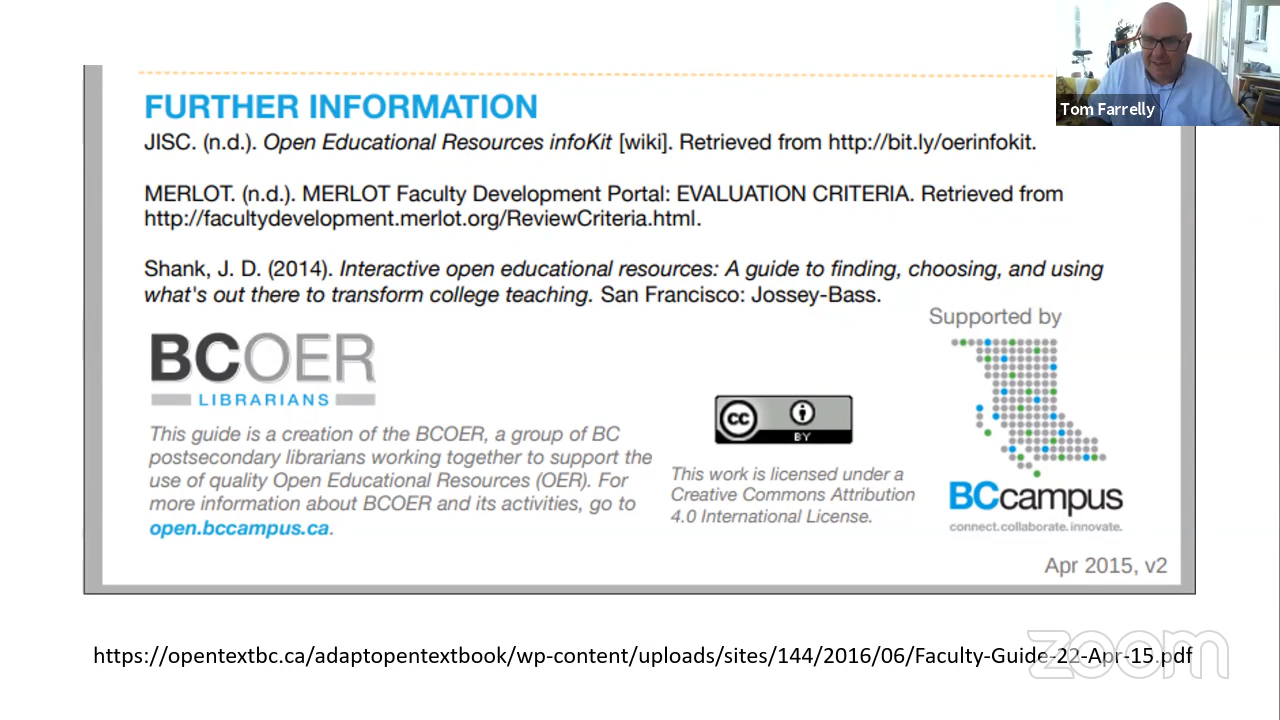 Tom Farrelly
FURTHER INFORMATION
JISC. (n.d.). Open Educational Resources infoKit [wiki]. Retrieved from http://bit.ly/oerinfokit.
MERLOT. (n.d.). MERLOT Faculty Development Portal: EVALUATION CRITERIA. Retrieved from
http://facultydevelopment.merlot.org/ReviewCriteria.html.
Shank, J. D. (2014). Interactive open educational resources: A guide to finding, choosing, and using
what's out there to transform college teaching. San Francisco: Jossey-Bass.
BCOER
LIBRARIANS
This guide is a creation of the BCOER, a group of BC
postsecondary librarians working together to support the
use of quality Open Educational Resources (OER). For
more information about BCOER and its activities, go to
open.bccampus.ca.
cc
BY
This work is licensed under a
Creative Commons Attribution
4.0 International License.
Supported by
BCcampus
connect.collaborate.innovate.
Apr 2015, v2
https://opentextbc.ca/adaptopentextbook/wp-content/uploads/sites/144/2016/06/Faculty-Guide-22-Apr-15.pdf
zoom